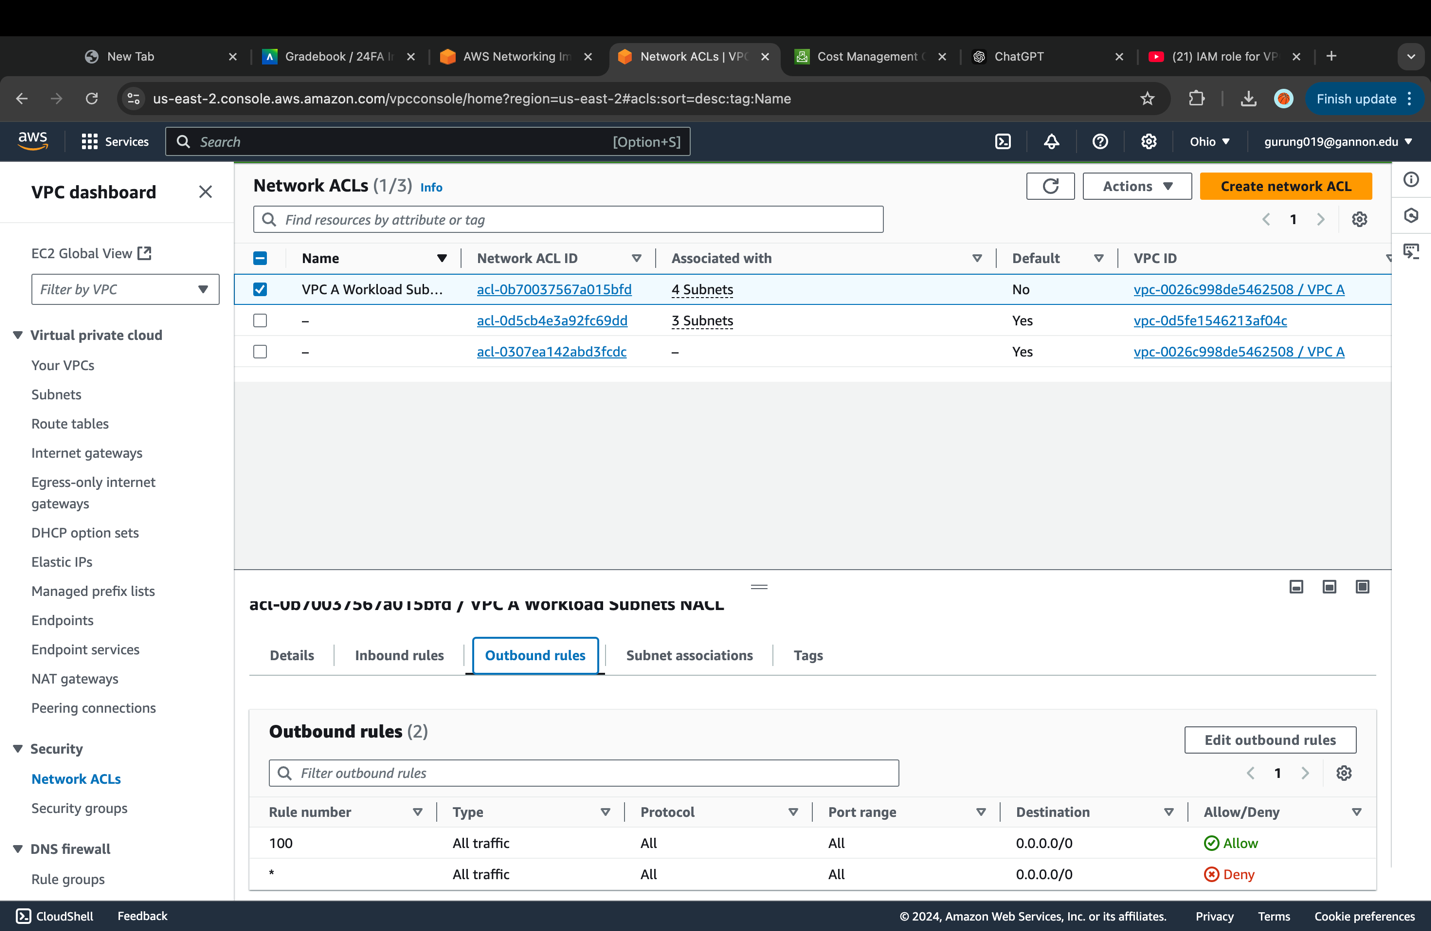 New Tab
Gradebook / 24FA I
AWS Networking Im
Network ACLs | VPC
Cost Management
ChatGPT
(21) IAM role for VP
us-east-2.console.aws.amazon.com/vpcconsole/home?region=us-east-2#acls:sort=desc:tag:Name
Finish update
aws
Services
Search
[Option+S]
Ohio
gurung019@gannon.edu
VPC dashboard
EC2 Global View
Filter by VPC
Virtual private cloud
Your VPCs
Subnets
Route tables
Internet gateways
Egress-only internet
gateways
DHCP option sets
Elastic IPs
Managed prefix lists
Endpoints
Endpoint services
NAT gateways
Peering connections
Security
Network ACLs
Security groups
DNS firewall
Rule groups
Network ACLs (1/3) Info
Actions
Create network ACL
Find resources by attribute or tag
1
Name Network ACL ID Associated with Default VPC ID
VPC A Workload Sub... acl-0b70037567a015bfd 4 Subnets No vpc-0026c998de5462508 / VPC A
– acl-0d5cb4e3a92fc69dd 3 Subnets Yes vpc-0d5fe1546213af04c
– acl-0307ea142abd3fcdc – Yes vpc-0026c998de5462508 / VPC A
acl-0b70037567a015bfd / VPC A Workload Subnets NACL
Details
Inbound rules
Outbound rules
Subnet associations
Tags
Outbound rules (2)
Edit outbound rules
Filter outbound rules
1
Rule number Type Protocol Port range Destination Allow/Deny
100 All traffic All All 0.0.0.0/0 Allow
* All traffic All All 0.0.0.0/0 Deny
CloudShell
Feedback
© 2024, Amazon Web Services, Inc. or its affiliates.
Privacy
Terms
Cookie preferences